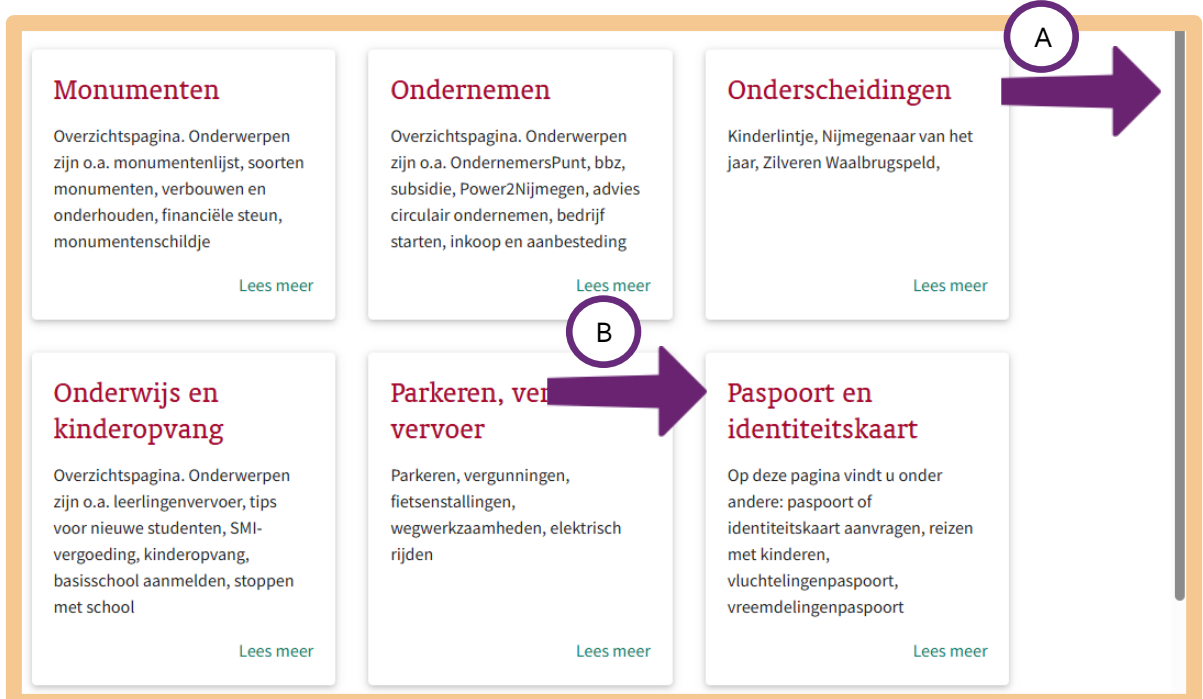 A
Monumenten
Overzichtspagina. Onderwerpen
zijn o.a. monumentenlijst, soorten
monumenten, verbouwen en
onderhouden, financiële steun,
monumentenschildje
Lees meer
Ondernemen
Overzichtspagina. Onderwerpen
zijn o.a. OndernemersPunt, bbz,
subsidie, Power2Nijmegen, advies
circulair ondernemen, bedrijf
starten, inkoop en aanbesteding
Lees meer
Onderscheidingen
Kinderlintje, Nijmegenaar van het
jaar, Zilveren Waalbrugspeld,
Lees meer
B
Onderwijs en
kinderopvang
Overzichtspagina. Onderwerpen
zijn o.a. leerlingenvervoer, tips
voor nieuwe studenten, SMI-
vergoeding, kinderopvang,
basisschool aanmelden, stoppen
met school
Lees meer
Parkeren,
vervoer
Parkeren, vergunningen,
fietsenstallingen,
wegwerkzaamheden, elektrisch
rijden
Lees meer
Paspoort en
identiteitskaart
Op deze pagina vindt u onder
andere: paspoort of
identiteitskaart aanvragen, reizen
met kinderen,
vluchtelingenpaspoort,
vreemdelingenpaspoort
Lees meer